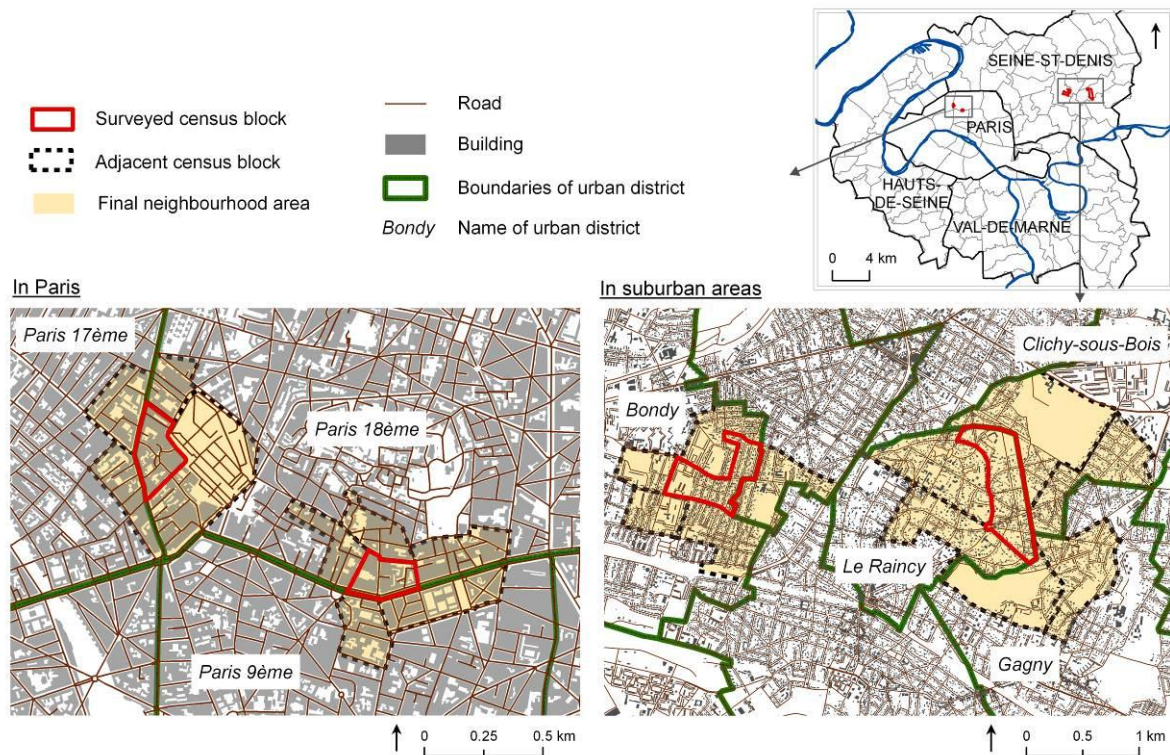 Surveyed census block
Adjacent census block
Final neighbourhood area
Road
Building
Boundaries of urban district
Bondy Name of urban district
SEINE-ST-DENIS
PARIS
HAUTS-
DE-SEINE
VAL-DE-MARNE
0 4 km
In Paris
Paris 17ème
Paris 18ème
Paris 9ème
0 0.25 0.5 km
In suburban areas
Clichy-sous-Bois
Bondy
Le Raincy
Gagny
0 0.5 1 km